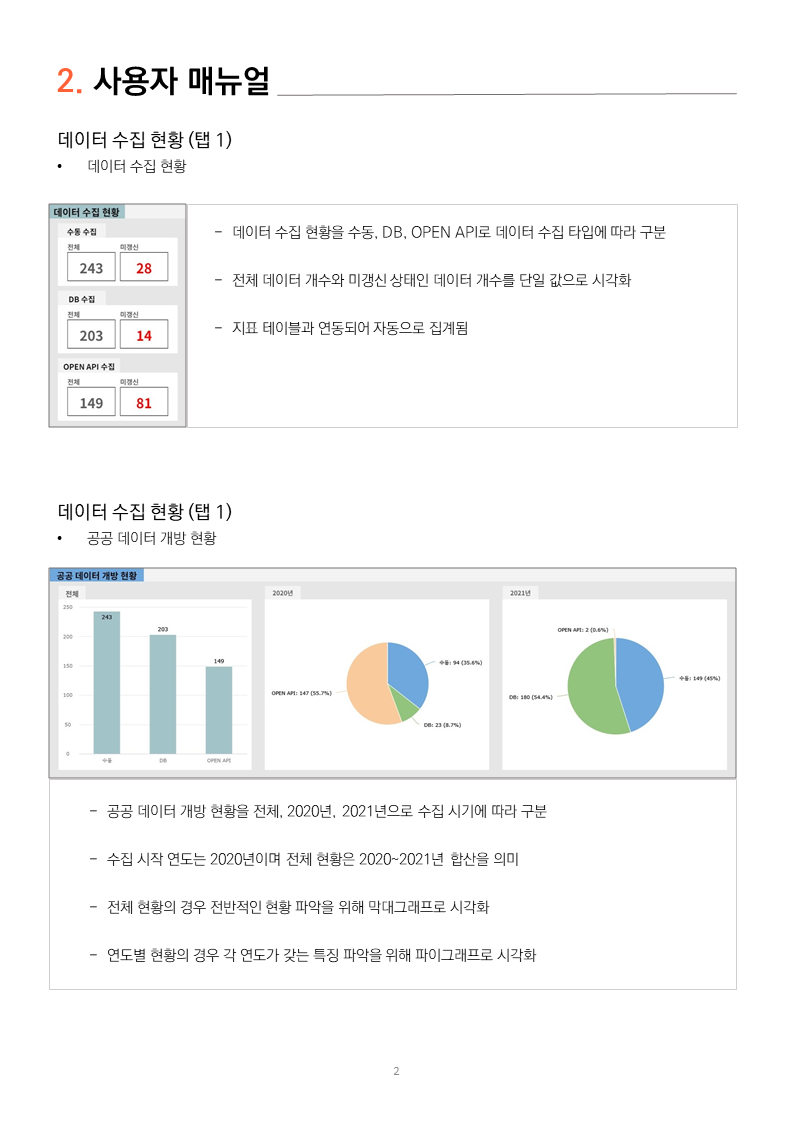 2. 사용자 매뉴얼
데이터 수집 현황 (탭 1)
• 데이터 수집 현황
데이터 수집 현황
수동 수집
전체 미갱신
243 28
DB 수집
전체 미갱신
203 14
OPEN API 수집
전체 미갱신
149 81
– 데이터 수집 현황을 수동, DB, OPEN API로 데이터 수집 타입에 따라 구분
– 전체 데이터 개수와 미갱신 상태인 데이터 개수를 단일 값으로 시각화
– 지표 테이블과 연동되어 자동으로 집계됨
데이터 수집 현황 (탭 1)
• 공공 데이터 개방 현황
공공 데이터 개방 현황
전체
250
200
150
100
50
0
243
203
149
수동 DB OPEN API
2020년
수동: 94 (35.6%)
OPEN API: 147 (55.7%)
DB: 23 (8.7%)
2021년
OPEN API: 2 (0.6%)
수동: 149 (45%)
DB: 180 (54.4%)
– 공공 데이터 개방 현황을 전체, 2020년, 2021년으로 수집 시기에 따라 구분
– 수집 시작 연도는 2020년이며 전체 현황은 2020~2021년 합산을 의미
– 전체 현황의 경우 전반적인 현황 파악을 위해 막대그래프로 시각화
– 연도별 현황의 경우 각 연도가 갖는 특징 파악을 위해 파이그래프로 시각화
2